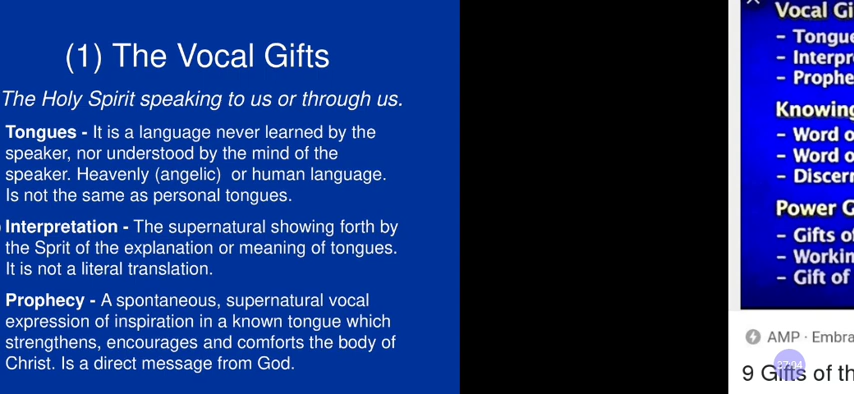 (1) The Vocal Gifts
The Holy Spirit speaking to us or through us.
Tongues - It is a language never learned by the
speaker, nor understood by the mind of the
speaker. Heavenly (angelic) or human language.
Is not the same as personal tongues.
Interpretation - The supernatural showing forth by
the Sprit of the explanation or meaning of tongues.
It is not a literal translation.
Prophecy - A spontaneous, supernatural vocal
expression of inspiration in a known tongue which
strengthens, encourages and comforts the body of
Christ. Is a direct message from God.
Vocal Gi
– Tongue
– Interpr
– Prophe
Knowing
– Word o
– Word o
– Discern
Power G
– Gifts of
– Workin
– Gift of
AMP · Embra
9 Gifts of th